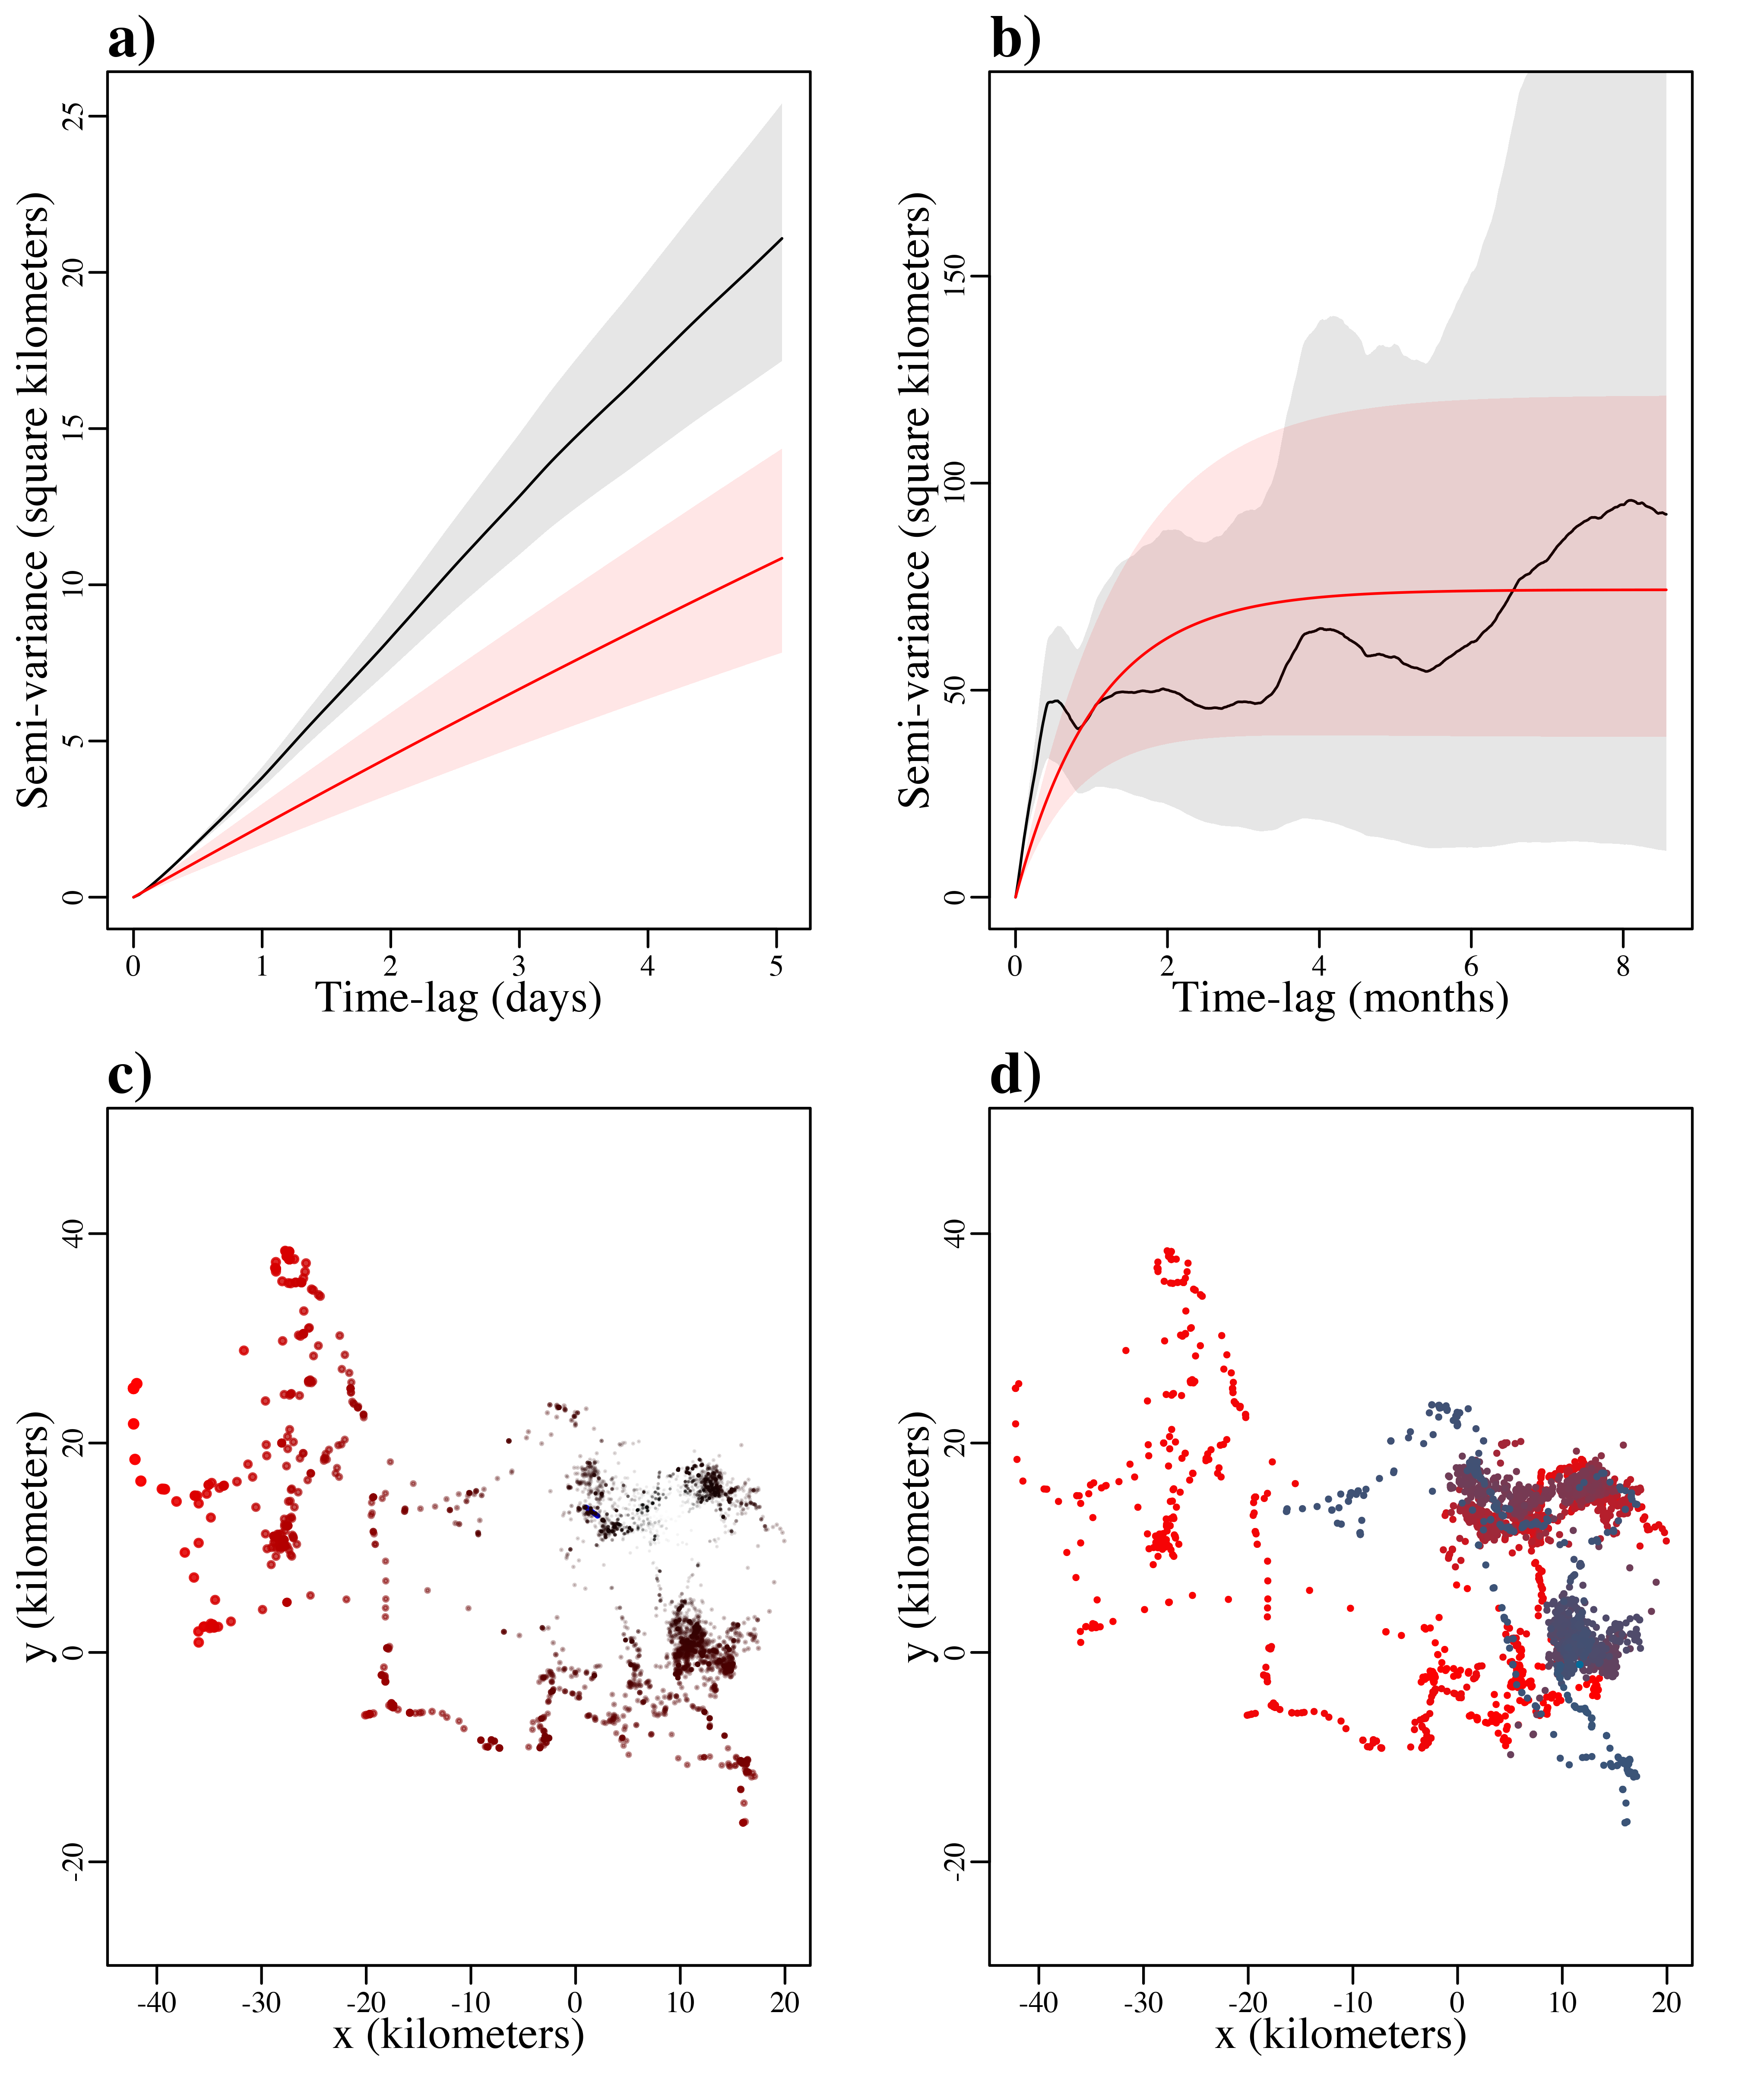 a)
Semi-variance (square kilometers)
0 5 10 15 20 25
0 1 2 3 4 5
Time-lag (days)
b)
Semi-variance (square kilometers)
0 50 100 150
0 2 4 6 8
Time-lag (months)
c)
y (kilometers)
-20 0 20 40
-40 -30 -20 -10 0 10 20
x (kilometers)
d)
y (kilometers)
-20 0 20 40
-40 -30 -20 -10 0 10 20
x (kilometers)